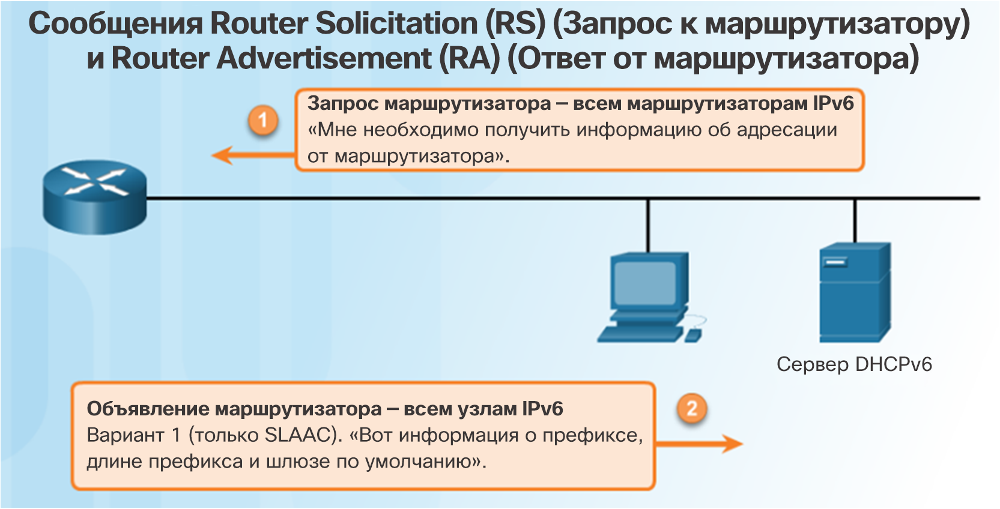 Сообщения Router Solicitation (RS) (Запрос к маршрутизатору)
и Router Advertisement (RA) (Ответ от маршрутизатора)
1
Запрос маршрутизатора – всем маршрутизаторам IPv6
«Мне необходимо получить информацию об адресации
от маршрутизатора».
Сервер DHCPv6
Объявление маршрутизатора – всем узлам IPv6
Вариант 1 (только SLAAC). «Вот информация о префиксе,
длине префикса и шлюзе по умолчанию».
2